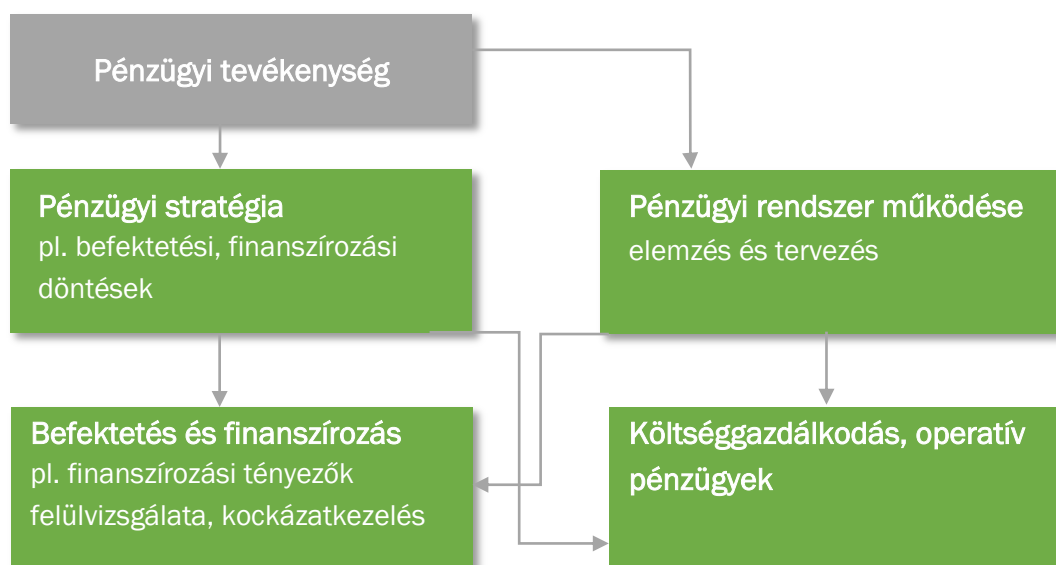 Pénzügyi tevékenység
Pénzügyi stratégia
pl. befektetési, finanszírozási
döntések
Pénzügyi rendszer működése
elemzés és tervezés
Befektetés és finanszírozás
pl. finanszírozási tényezők
felülvizsgálata, kockázatkezelés
Költséggazdálkodás, operatív
pénzügyek